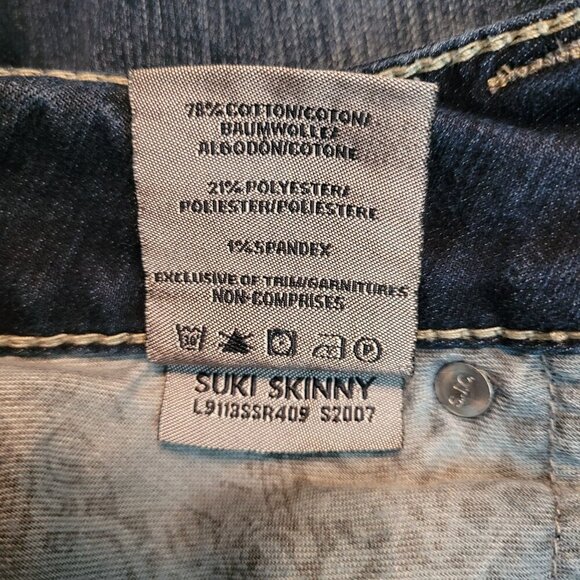 78% COTTON/COTON/
BAUMWOLLE/
ALGODON/COTONE
21% POLYESTER/
POLIESTER/POLIESTERE
1% SPANDEX
EXCLUSIVE OF TRIM/GARNITURES
NON-COMPRISES
P
SUKI SKINNY
L9113SSR409 S2007